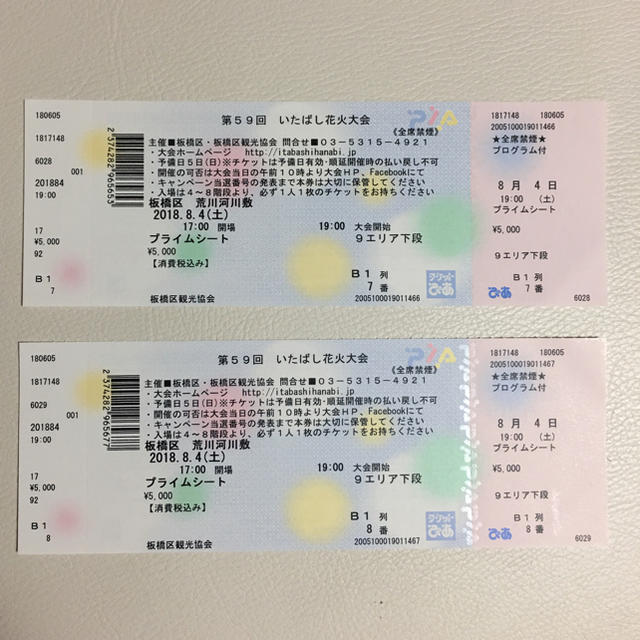 180605
1817148
6028
001
201884
19:00
17
¥5,000
92
B1
7
2374282965653
第59回 いたばし花火大会
PIA
《全席禁煙》
主催■板橋区・板橋区観光協会 問合せ■03-5315-4921
・大会ホームページ http://itabashihanabi.jp
・予備日5日(日)※チケットは予備日有効・順延開催時の払い戻し不可
・開催の可否は大会当日の午前10時より大会HP、Facebookにて
・キャンペーン当選番号の発表まで本券は大切に保管してください
・入場は4~8階段より、必ず1人1枚のチケットをお持ちください
板橋区 荒川河川敷
2018.8.4(土)
17:00 開場 19:00 大会開始
プライムシート 9エリア下段
¥5,000
【消費税込み】
B1 列
7 番
チケットぴあ
板橋区観光協会 2005100019011466
1817148 180605
2005100019011466
★全席禁煙★
プログラム付
8月 4日
19:00 (土)
プライムシート
¥5,000
9エリア下段
B1 列
7番
ぴあ
6028
180605
1817148
6029
001
201884
19:00
17
¥5,000
92
B1
8
2374282965677
第59回 いたばし花火大会
PIA
《全席禁煙》
主催■板橋区・板橋区観光協会 問合せ■03-5315-4921
・大会ホームページ http://itabashihanabi.jp
・予備日5日(日)※チケットは予備日有効・順延開催時の払い戻し不可
・開催の可否は大会当日の午前10時より大会HP、Facebookにて
・キャンペーン当選番号の発表まで本券は大切に保管してください
・入場は4~8階段より、必ず1人1枚のチケットをお持ちください
板橋区 荒川河川敷
2018.8.4(土)
17:00 開場 19:00 大会開始
プライムシート 9エリア下段
¥5,000
【消費税込み】
B1 列
8 番
チケットぴあ
板橋区観光協会 2005100019011467
1817148 180605
2005100019011467
★全席禁煙★
プログラム付
8月 4日
19:00 (土)
プライムシート
¥5,000
9エリア下段
B1 列
8番
ぴあ
6029